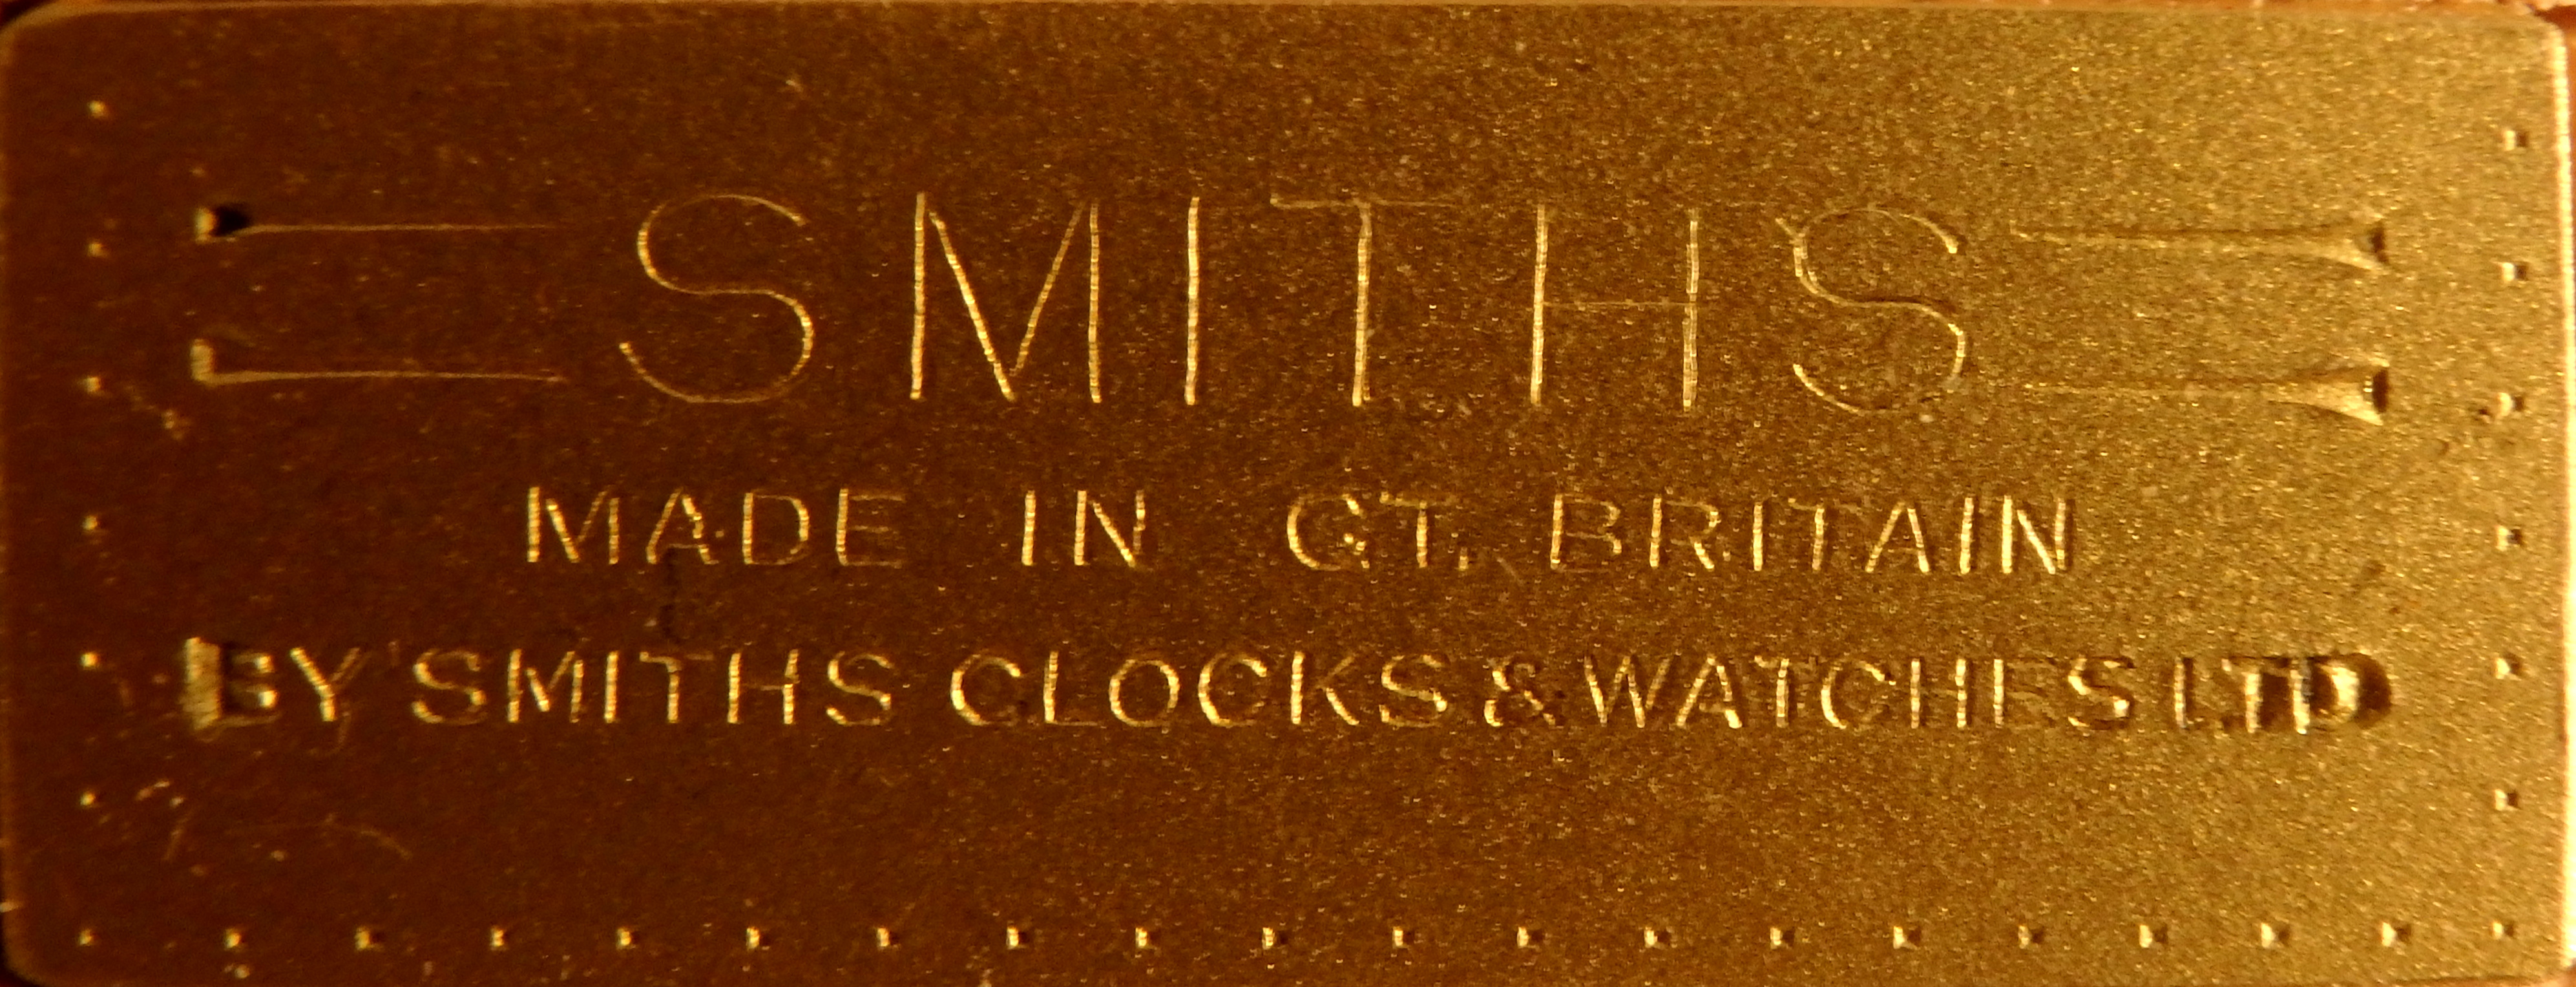 SMITHS
MADE IN GT. BRITAIN
BY SMITHS CLOCKS & WATCHES LTD